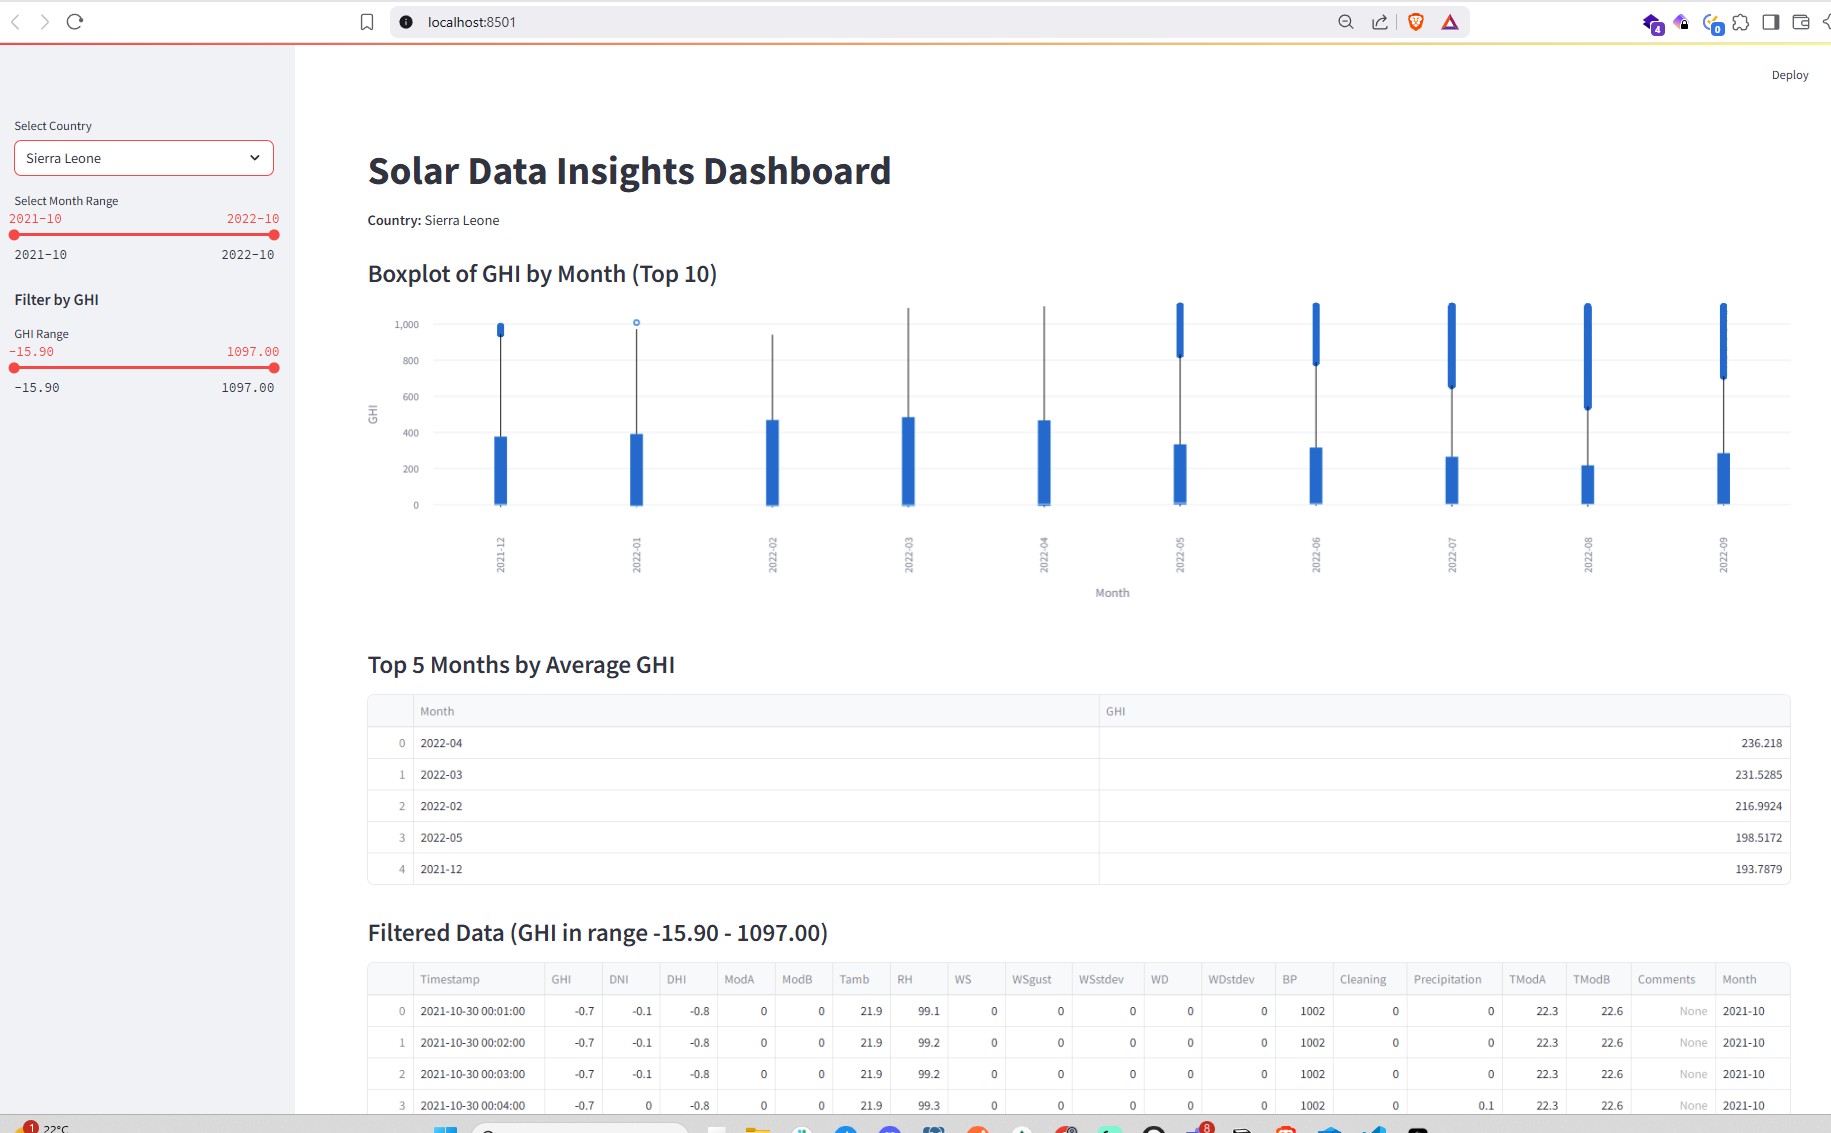 localhost:8501
4
0
Deploy
Select Country
Sierra Leone
Select Month Range
2021-10 2022-10
2021-10 2022-10
Filter by GHI
GHI Range
-15.90 1097.00
-15.90 1097.00
Solar Data Insights Dashboard
Country: Sierra Leone
Boxplot of GHI by Month (Top 10)
1,000
800
600
400
200
0
GHI
2021-12 2022-01 2022-02 2022-03 2022-04 2022-05 2022-06 2022-07 2022-08 2022-09
Month
Top 5 Months by Average GHI
Month GHI
0 2022-04 236.218
1 2022-03 231.5285
2 2022-02 216.9924
3 2022-05 198.5172
4 2021-12 193.7879
Filtered Data (GHI in range -15.90 - 1097.00)
Timestamp GHI DNI DHI ModA ModB Tamb RH WS WSgust WSstdev WD WDstdev BP Cleaning Precipitation TModA TModB Comments Month
0 2021-10-30 00:01:00 -0.7 -0.1 -0.8 0 0 21.9 99.1 0 0 0 0 0 1002 0 0 22.3 22.6 None 2021-10
1 2021-10-30 00:02:00 -0.7 -0.1 -0.8 0 0 21.9 99.2 0 0 0 0 0 1002 0 0 22.3 22.6 None 2021-10
2 2021-10-30 00:03:00 -0.7 -0.1 -0.8 0 0 21.9 99.2 0 0 0 0 0 1002 0 0 22.3 22.6 None 2021-10
3 2021-10-30 00:04:00 -0.7 0 -0.8 0 0 21.9 99.3 0 0 0 0 0 1002 0 0.1 22.3 22.6 None 2021-10
1 22°C
8